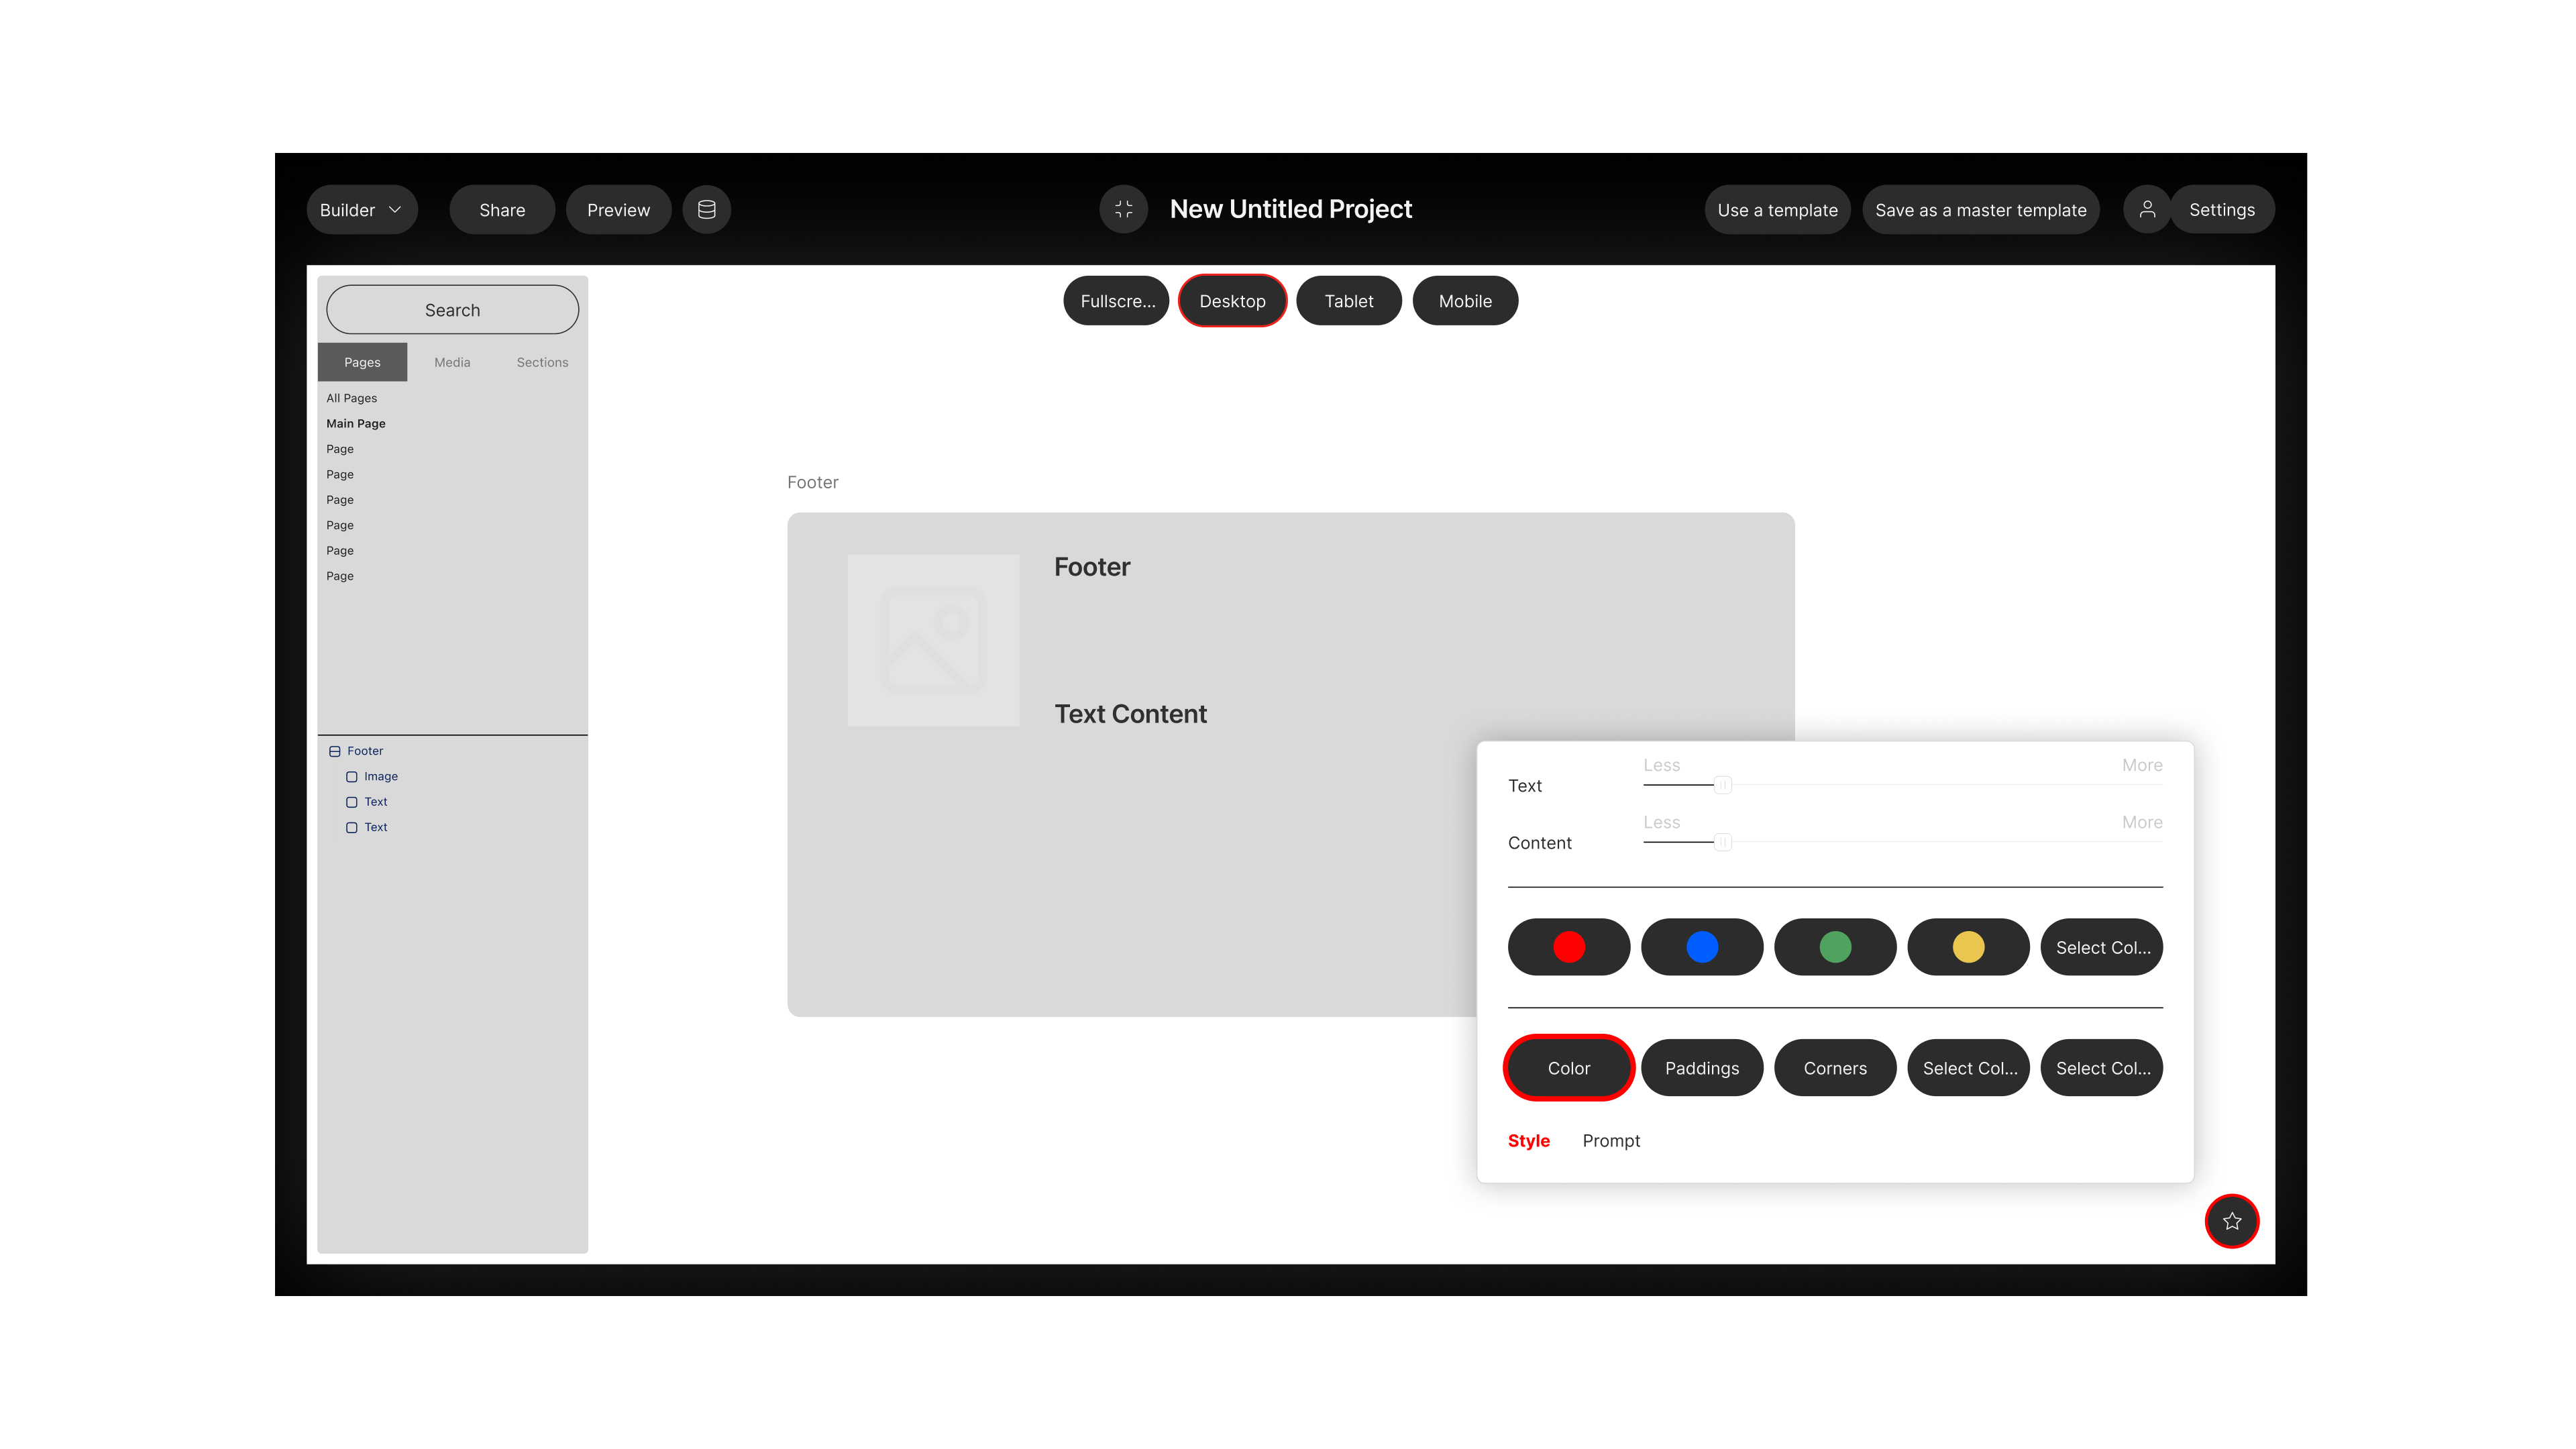 Builder
Share
Preview
New Untitled Project
Use a template
Save as a master template
Settings
Search
Pages
Media
Sections
All Pages
Main Page
Page
Page
Page
Page
Page
Page
Footer
Image
Text
Text
Fullscre...
Desktop
Tablet
Mobile
Footer
Footer
Text Content
Text
Less
More
Content
Less
More
Select Col...
Color
Paddings
Corners
Select Col...
Select Col...
Style
Prompt